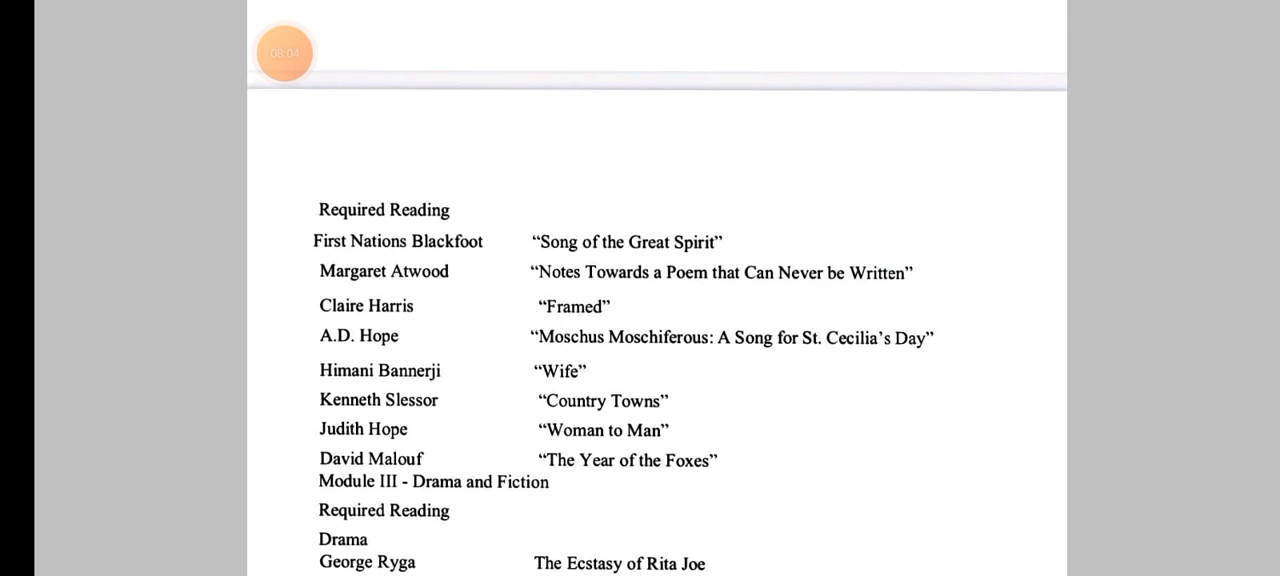 08:04
Required Reading
First Nations Blackfoot “Song of the Great Spirit”
Margaret Atwood “Notes Towards a Poem that Can Never be Written”
Claire Harris “Framed”
A.D. Hope “Moschus Moschiferous: A Song for St. Cecilia’s Day”
Himani Bannerji “Wife”
Kenneth Slessor “Country Towns”
Judith Hope “Woman to Man”
David Malouf “The Year of the Foxes”
Module III - Drama and Fiction
Required Reading
Drama
George Ryga The Ecstasy of Rita Joe